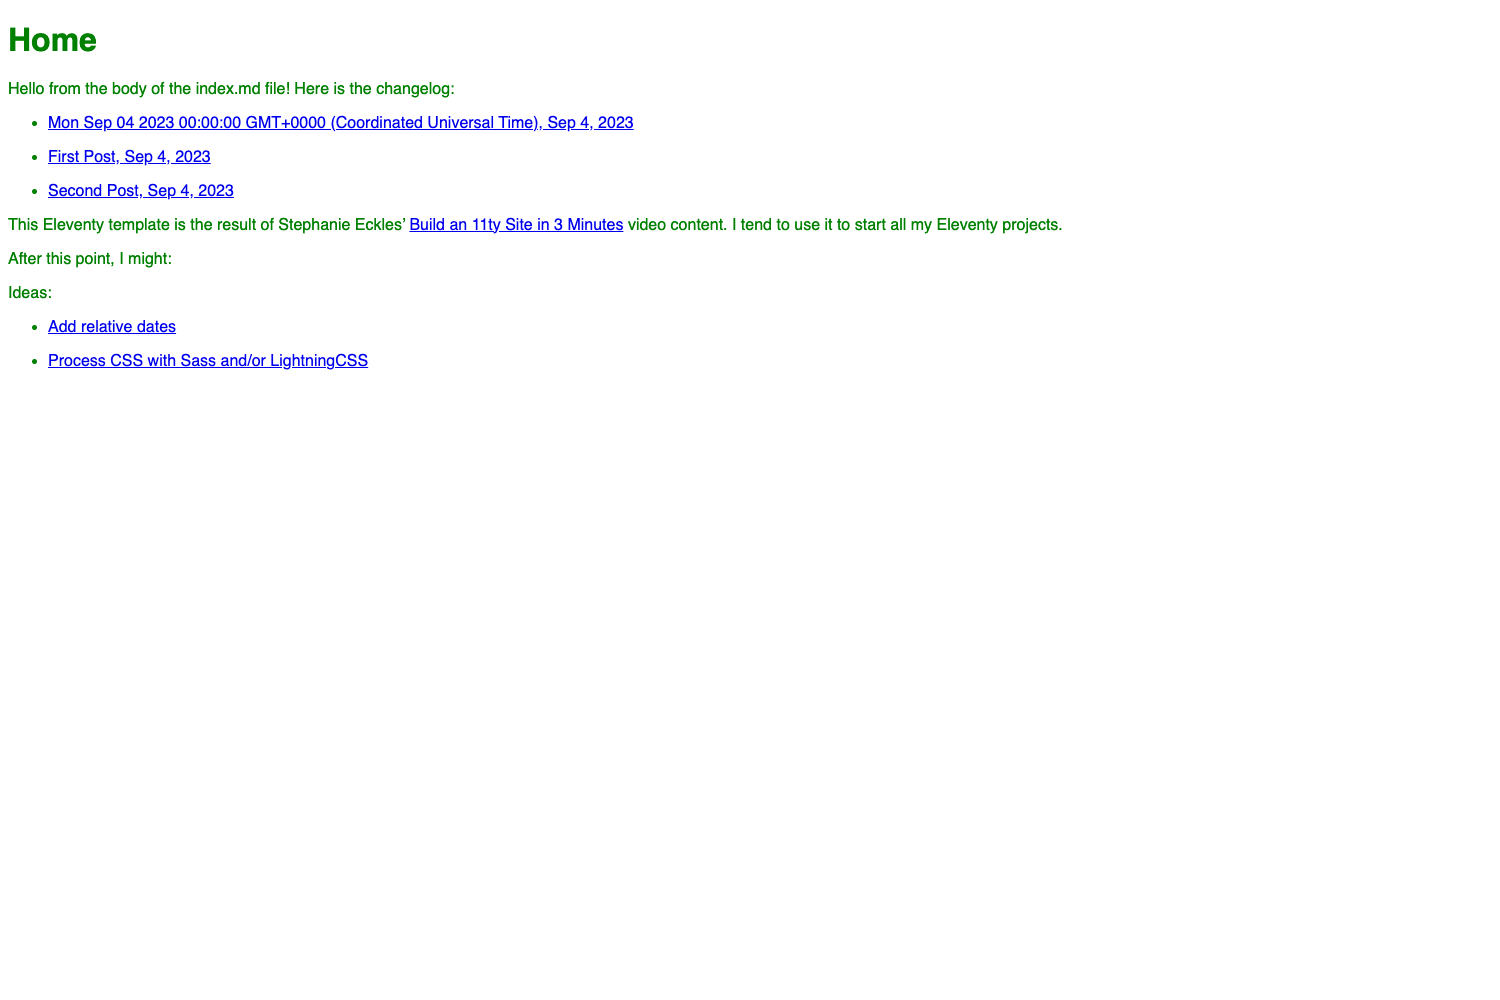 Home
Hello from the body of the index.md file! Here is the changelog:
Mon Sep 04 2023 00:00:00 GMT+0000 (Coordinated Universal Time), Sep 4, 2023
First Post, Sep 4, 2023
Second Post, Sep 4, 2023
This Eleventy template is the result of Stephanie Eckles’ Build an 11ty Site in 3 Minutes video content. I tend to use it to start all my Eleventy projects.
After this point, I might:
Ideas:
Add relative dates
Process CSS with Sass and/or LightningCSS